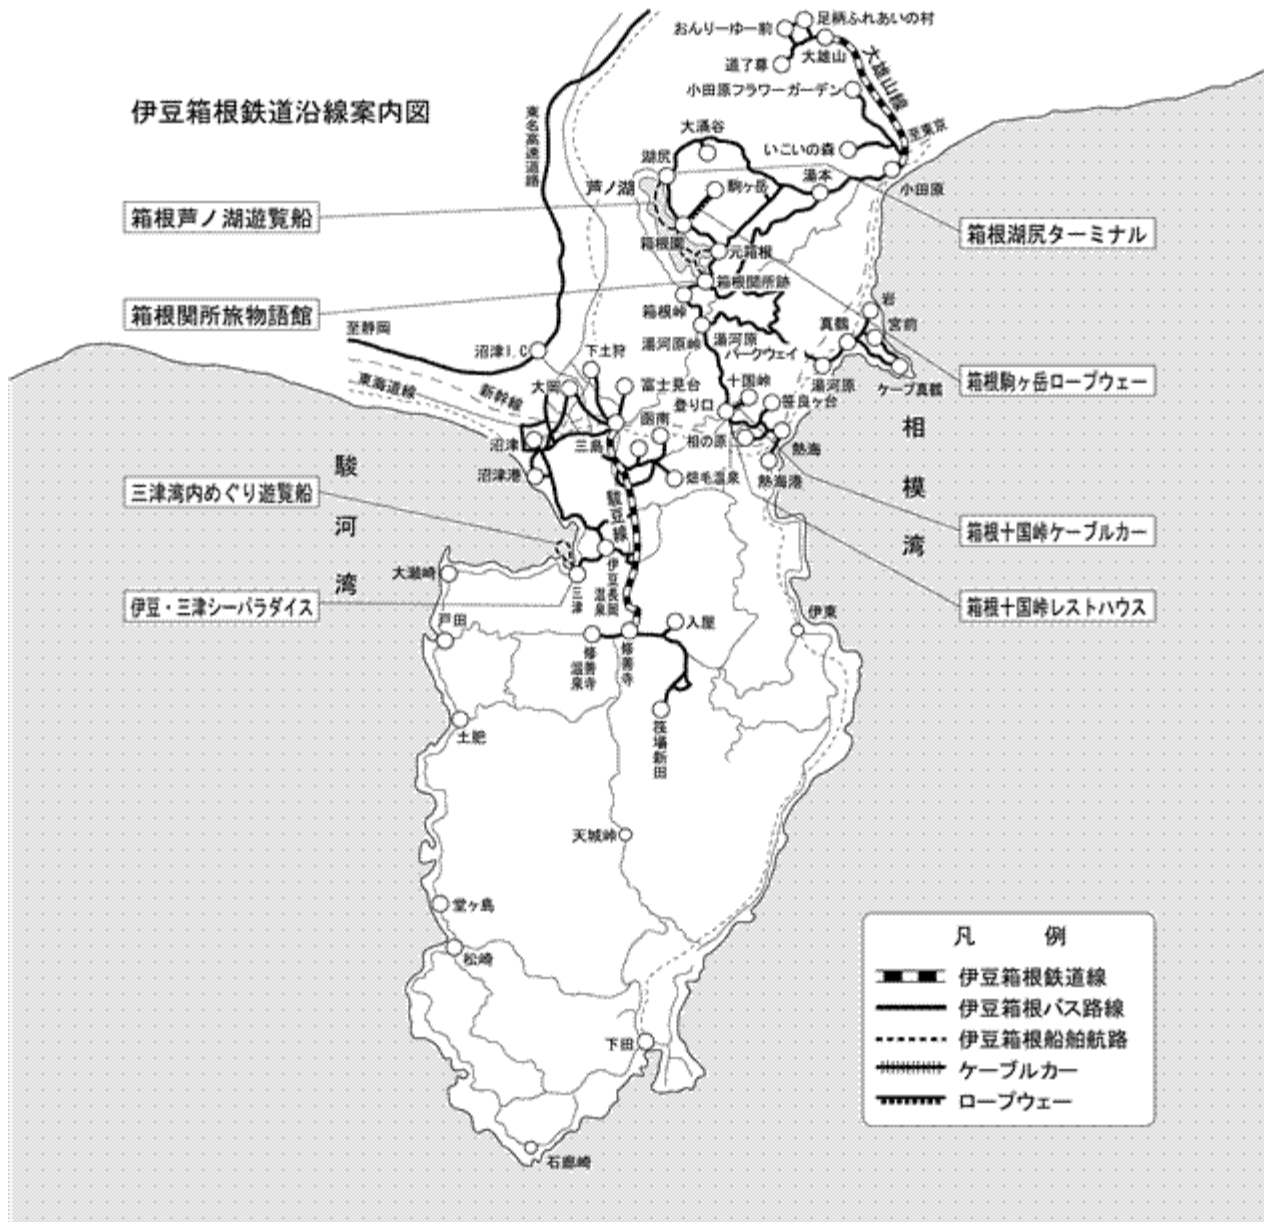 伊豆箱根鉄道沿線案内図
足柄ふれあいの村
おんりーゆー前
大雄山
道了尊
大雄山線
小田原フラワーガーデン
東名高速道路
至東京
大涌谷
いこいの森
湖尻
芦ノ湖
駒ヶ岳
湯本
小田原
箱根芦ノ湖遊覧船
箱根湖尻ターミナル
箱根園
元箱根
箱根関所跡
箱根関所旅物語館
箱根峠
岩
至静岡
真鶴
宮前
湯河原峠
湯河原
パークウェイ
沼津I.C
下土狩
湯河原
ケープ真鶴
箱根駒ヶ岳ロープウェー
東海道線
新幹線
大岡
富士見台
十国峠
登り口
笹良ヶ台
函南
相の原
熱海
沼津
三島
沼津港
畑毛温泉
熱海港
相模湾
駿河湾
三津湾内めぐり遊覧船
駿豆線
箱根十国峠ケーブルカー
大瀬崎
三津
伊豆長岡温泉
伊豆・三津シーパラダイス
箱根十国峠レストハウス
戸田
入屋
伊東
修善寺温泉
修善寺
土肥
筏場新田
天城峠
堂ヶ島
松崎
下田
石廊崎
凡 例
伊豆箱根鉄道線
伊豆箱根バス路線
伊豆箱根船舶航路
ケーブルカー
ロープウェー